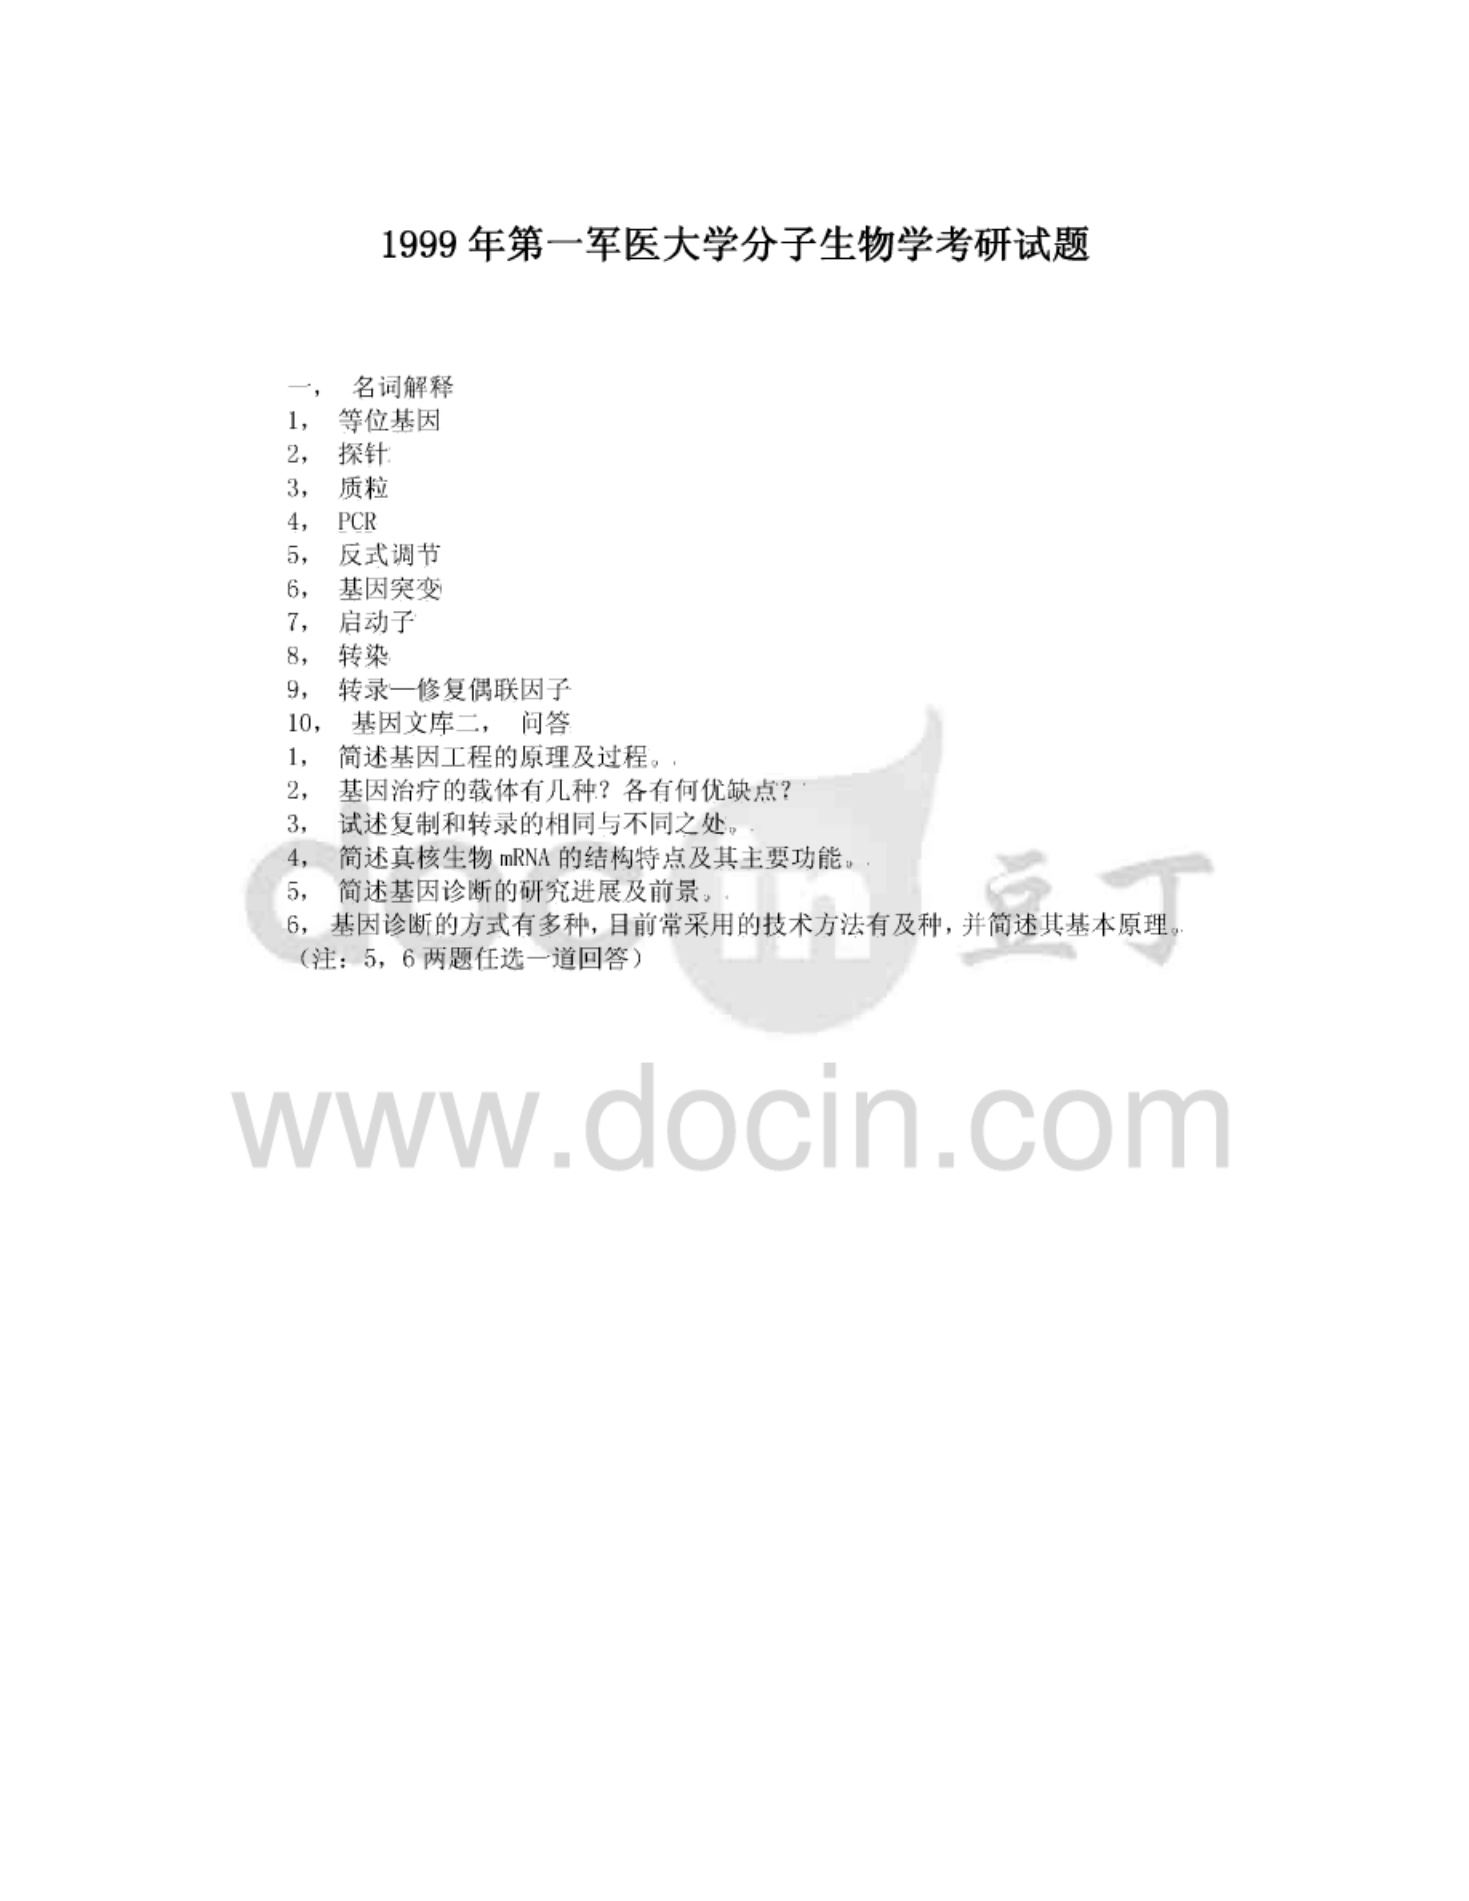 1999 年第一军医大学分子生物学考研试题
一， 名词解释
1， 等位基因
2， 探针
3， 质粒
4， PCR
5， 反式调节
6， 基因突变
7， 启动子
8， 转染
9， 转录—修复偶联因子
10， 基因文库二， 问答
1， 简述基因工程的原理及过程。
2， 基因治疗的载体有几种？各有何优缺点？
3， 试述复制和转录的相同与不同之处。
4， 简述真核生物 mRNA 的结构特点及其主要功能。
5， 简述基因诊断的研究进展及前景。
6，基因诊断的方式有多种，目前常采用的技术方法有及种，并简述其基本原理。
（注：5，6 两题任选一道回答）
docin 豆丁
www.docin.com